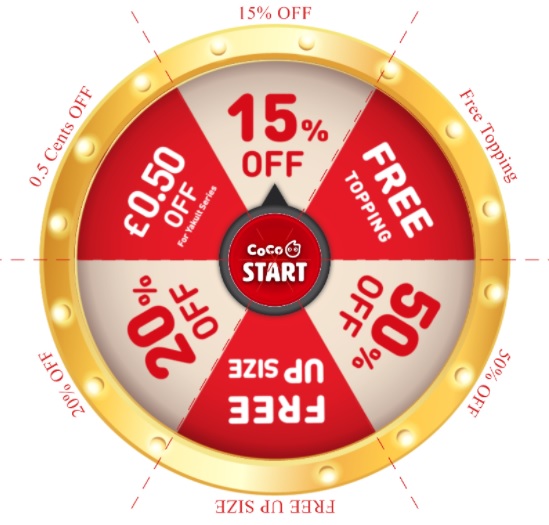 15% OFF
Free Topping
50% OFF
FREE UP SIZE
20% OFF
0.5 Cents OFF
15%
OFF
FREE
TOPPING
50%
OFF
FREE
UP SIZE
20%
OFF
£0.50
OFF
For Yakult Series
CoCo
START